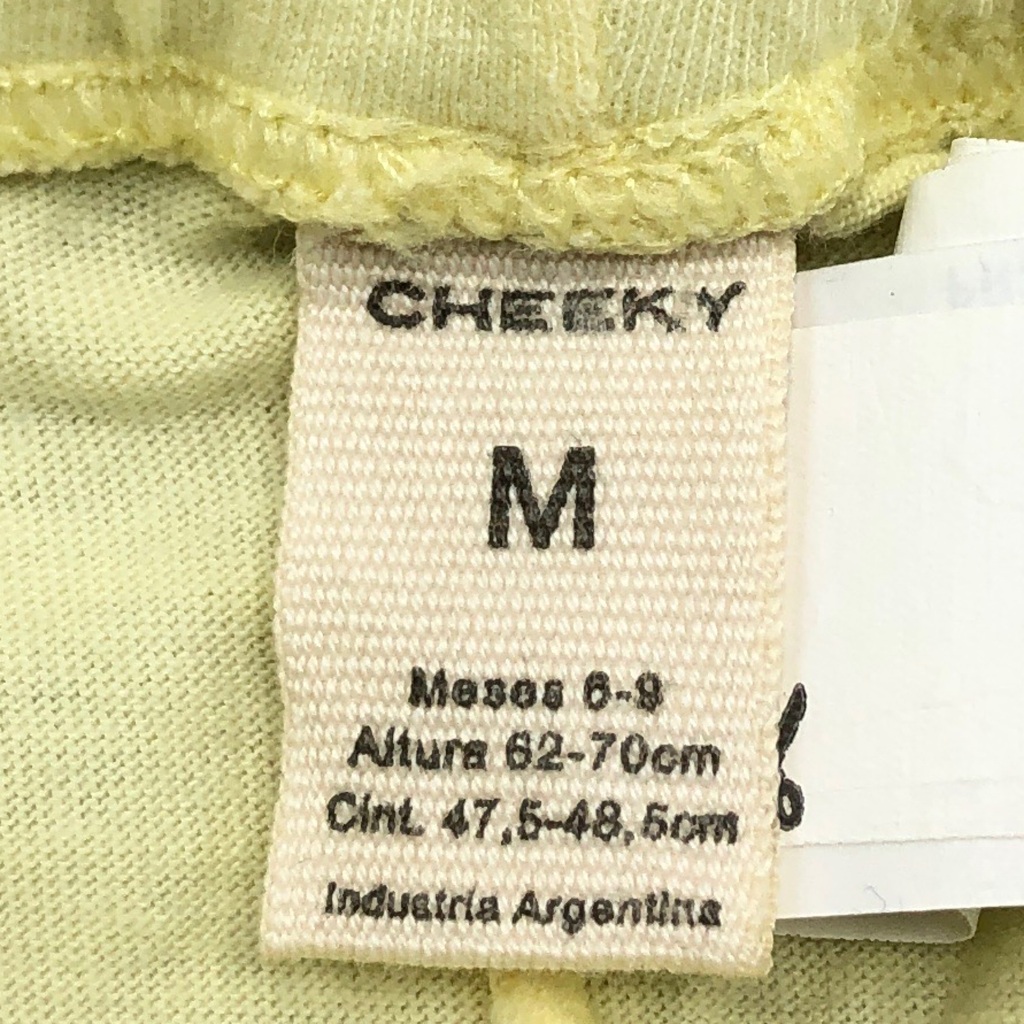 CHEEKY
M
Meses 6-9
Altura 62-70cm
Cint. 47,5-48,5cm
Industria Argentina